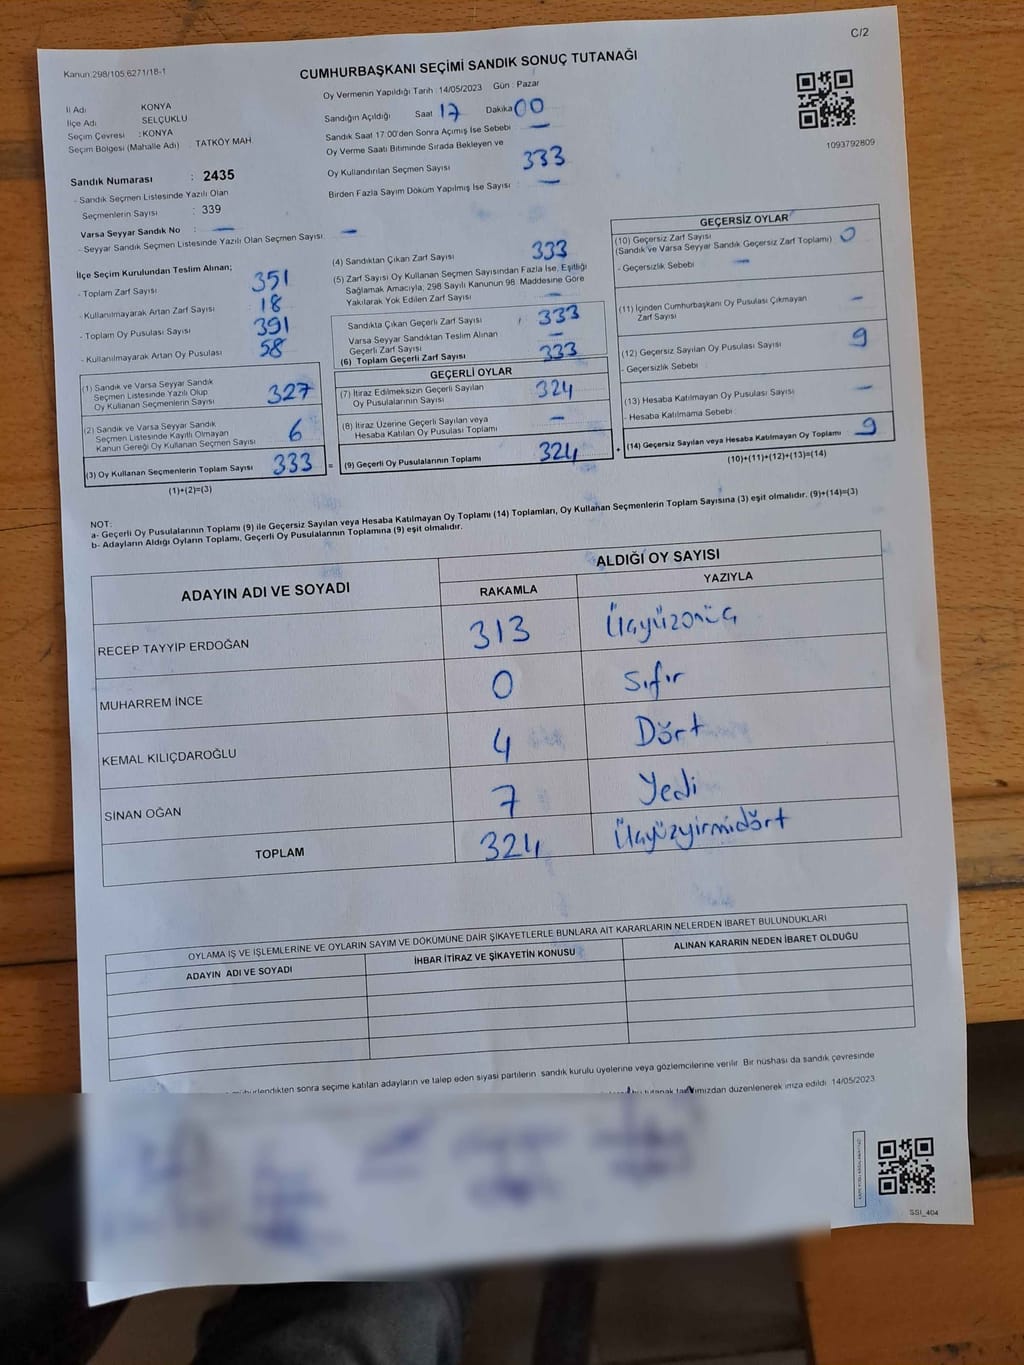 C/2
Kanun 298/105,6271/18-1
CUMHURBAŞKANI SEÇİMİ SANDIK SONUÇ TUTANAĞI
İl Adı KONYA
İlçe Adı SELÇUKLU
Seçim Çevresi : KONYA
Seçim Bölgesi (Mahalle Adı) : TATKÖY MAH.
Sandık Numarası : 2435
- Sandık Seçmen Listesinde Yazılı Olan
Seçmenlerin Sayısı : 339
Varsa Seyyar Sandık No : —
- Seyyar Sandık Seçmen Listesinde Yazılı Olan Seçmen Sayısı: —
Oy Vermenin Yapıldığı Tarih : 14/05/2023 Gün : Pazar
Sandığın Açıldığı Saat 17 Dakika 00
Sandık Saat 17:00'den Sonra Açımış İse Sebebi —
Oy Verme Saati Bitiminde Sırada Bekleyen ve
Oy Kullandırılan Seçmen Sayısı 333
Birden Fazla Sayım Döküm Yapılmış İse Sayısı : —
1093792809
İlçe Seçim Kurulundan Teslim Alınan;
- Toplam Zarf Sayısı 351
- Kullanılmayarak Artan Zarf Sayısı 18
- Toplam Oy Pusulası Sayısı 391
- Kullanılmayarak Artan Oy Pusulası 58
(1) Sandık ve Varsa Seyyar Sandık
Seçmen Listesinde Yazılı Olup
Oy Kullanan Seçmenlerin Sayısı 327
(2) Sandık ve Varsa Seyyar Sandık
Seçmen Listesinde Kayıtlı Olmayan
Kanun Gereği Oy Kullanan Seçmen Sayısı 6
(3) Oy Kullanan Seçmenlerin Toplam Sayısı 333 =
(1)+(2)=(3)
(4) Sandıktan Çıkan Zarf Sayısı 333
(5) Zarf Sayısı Oy Kullanan Seçmen Sayısından Fazla İse, Eşitliği
Sağlamak Amacıyla, 298 Sayılı Kanunun 98. Maddesine Göre
Yakılarak Yok Edilen Zarf Sayısı —
Sandıkta Çıkan Geçerli Zarf Sayısı : 333
Varsa Seyyar Sandıktan Teslim Alınan
Geçerli Zarf Sayısı —
(6) Toplam Geçerli Zarf Sayısı 333
GEÇERLİ OYLAR
(7) İtiraz Edilmeksizin Geçerli Sayılan
Oy Pusulalarının Sayısı 324
(8) İtiraz Üzerine Geçerli Sayılan veya
Hesaba Katılan Oy Pusulası Toplamı —
(9) Geçerli Oy Pusulalarının Toplamı 324 +
GEÇERSİZ OYLAR
(10) Geçersiz Zarf Sayısı
(Sandık ve Varsa Seyyar Sandık Geçersiz Zarf Toplamı) 0
- Geçersizlik Sebebi —
(11) İçinden Cumhurbaşkanı Oy Pusulası Çıkmayan
Zarf Sayısı —
(12) Geçersiz Sayılan Oy Pusulası Sayısı 9
- Geçersizlik Sebebi :
(13) Hesaba Katılmayan Oy Pusulası Sayısı —
- Hesaba Katılmama Sebebi :
(14) Geçersiz Sayılan veya Hesaba Katılmayan Oy Toplamı 9
(10)+(11)+(12)+(13)=(14)
NOT:
a- Geçerli Oy Pusulalarının Toplamı (9) ile Geçersiz Sayılan veya Hesaba Katılmayan Oy Toplamı (14) Toplamları, Oy Kullanan Seçmenlerin Toplam Sayısına (3) eşit olmalıdır. (9)+(14)=(3)
b- Adayların Aldığı Oyların Toplamı, Geçerli Oy Pusulalarının Toplamına (9) eşit olmalıdır.
ADAYIN ADI VE SOYADI ALDIĞI OY SAYISI
RAKAMLA YAZIYLA
RECEP TAYYİP ERDOĞAN 313 Üçyüzonüç
MUHARREM İNCE 0 Sıfır
KEMAL KILIÇDAROĞLU 4 Dört
SİNAN OĞAN 7 Yedi
TOPLAM 324 Üçyüzyirmidört
OYLAMA İŞ VE İŞLEMLERİNE VE OYLARIN SAYIM VE DÖKÜMÜNE DAİR ŞİKAYETLERLE BUNLARA AİT KARARLARIN NELERDEN İBARET BULUNDUKLARI
ADAYIN ADI VE SOYADI İHBAR İTİRAZ VE ŞİKAYETİN KONUSU ALINAN KARARIN NEDEN İBARET OLDUĞU
mühürlendikten sonra seçime katılan adayların ve talep eden siyasi partilerin sandık kurulu üyelerine veya gözlemcilerine verilir. Bir nüshası da sandık çevresinde
bu tutanak tarafımızdan düzenlenerek imza edildi. 14/05/2023
SSI_404